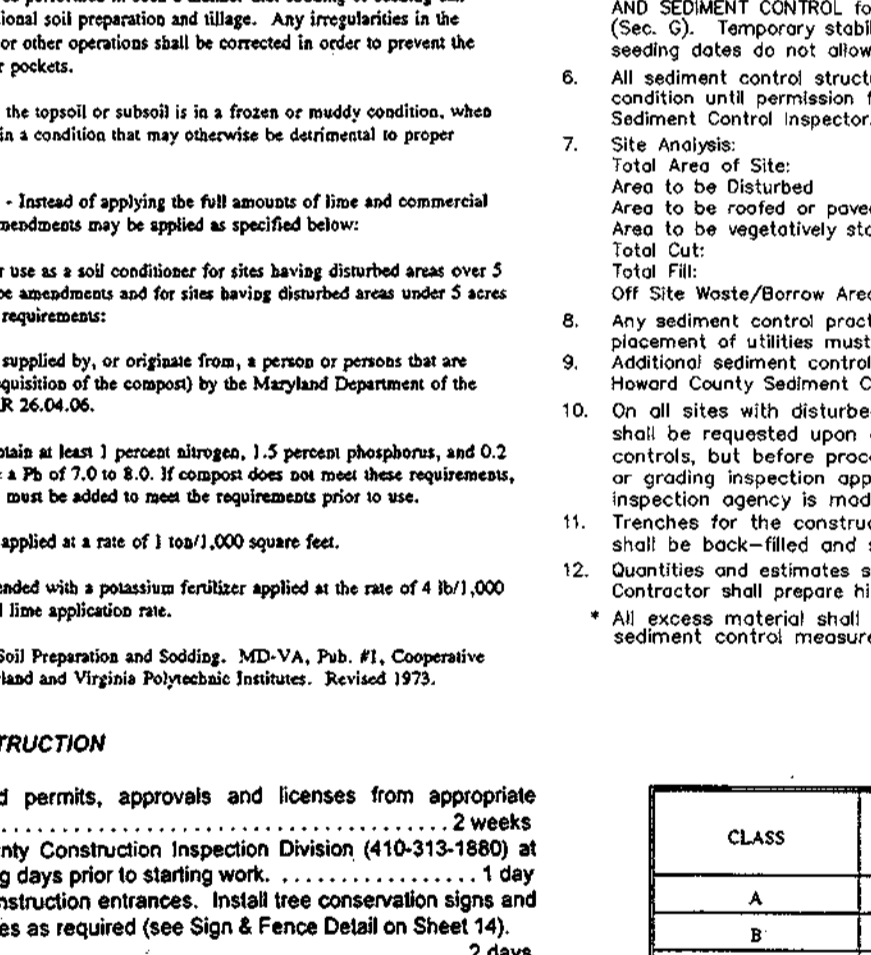 ional soil preparation and tillage. Any irregularities in the
or other operations shall be corrected in order to prevent the
r pockets.
the topsoil or subsoil is in a frozen or muddy condition, when
in a condition that may otherwise be detrimental to proper
- Instead of applying the full amounts of lime and commercial
mendments may be applied as specified below:
r use as a soil conditioner for sites having disturbed areas over 5
pe amendments and for sites having disturbed areas under 5 acres
requirements:
supplied by, or originate from, a person or persons that are
quisition of the compost) by the Maryland Department of the
R 26.04.06.
ntain at least 1 percent nitrogen, 1.5 percent phosphorus, and 0.2
a Pb of 7.0 to 8.0. If compost does not meet these requirements,
must be added to meet the requirements prior to use.
applied at a rate of 1 ton/1,000 square feet.
ended with a potassium fertilizer applied at the rate of 4 lb/1,000
l lime application rate.
Soil Preparation and Sodding. MD-VA, Pub. #1, Cooperative
land and Virginia Polytechnic Institutes. Revised 1973.
TRUCTION
d permits, approvals and licenses from appropriate
. . . . . . . . . . . . . . . . . . . . . . . . . . . . . . . . . . . . . . 2 weeks
nty Construction Inspection Division (410-313-1880) at
g days prior to starting work. . . . . . . . . . . . . . . . . . 1 day
nstruction entrances. Install tree conservation signs and
es as required (see Sign & Fence Detail on Sheet 14).
2 days
AND SEDIMENT CONTROL fo
(Sec. G). Temporary stabil
seeding dates do not allow
6. All sediment control struct
condition until permission f
Sediment Control Inspector.
7. Site Analysis:
Total Area of Site:
Area to be Disturbed
Area to be roofed or pave
Area to be vegetatively sta
Total Cut:
Total Fill:
Off Site Waste/Borrow Area
8. Any sediment control pract
placement of utilities must
9. Additional sediment control
Howard County Sediment C
10. On all sites with disturbe
shall be requested upon
controls, but before proc
or grading inspection app
inspection agency is mad
11. Trenches for the construc
shall be back-filled and s
12. Quantities and estimates s
Contractor shall prepare hi
* All excess material shall
sediment control measure
CLASS
A
B